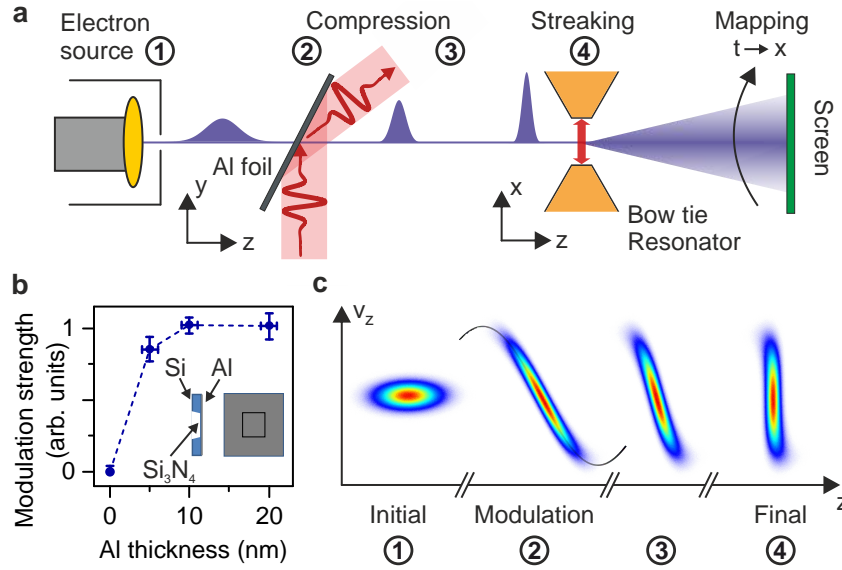 a
Electron
source ①
Compression
② ③
Streaking
④
Mapping
t → x
Al foil
y
z
x
z
Bow tie
Resonator
Screen
b
Modulation strength
(arb. units)
1
0
Si Al
Si₃N₄
0 10 20
Al thickness (nm)
c
v_z
z
Initial
Modulation
Final
① ② ③ ④